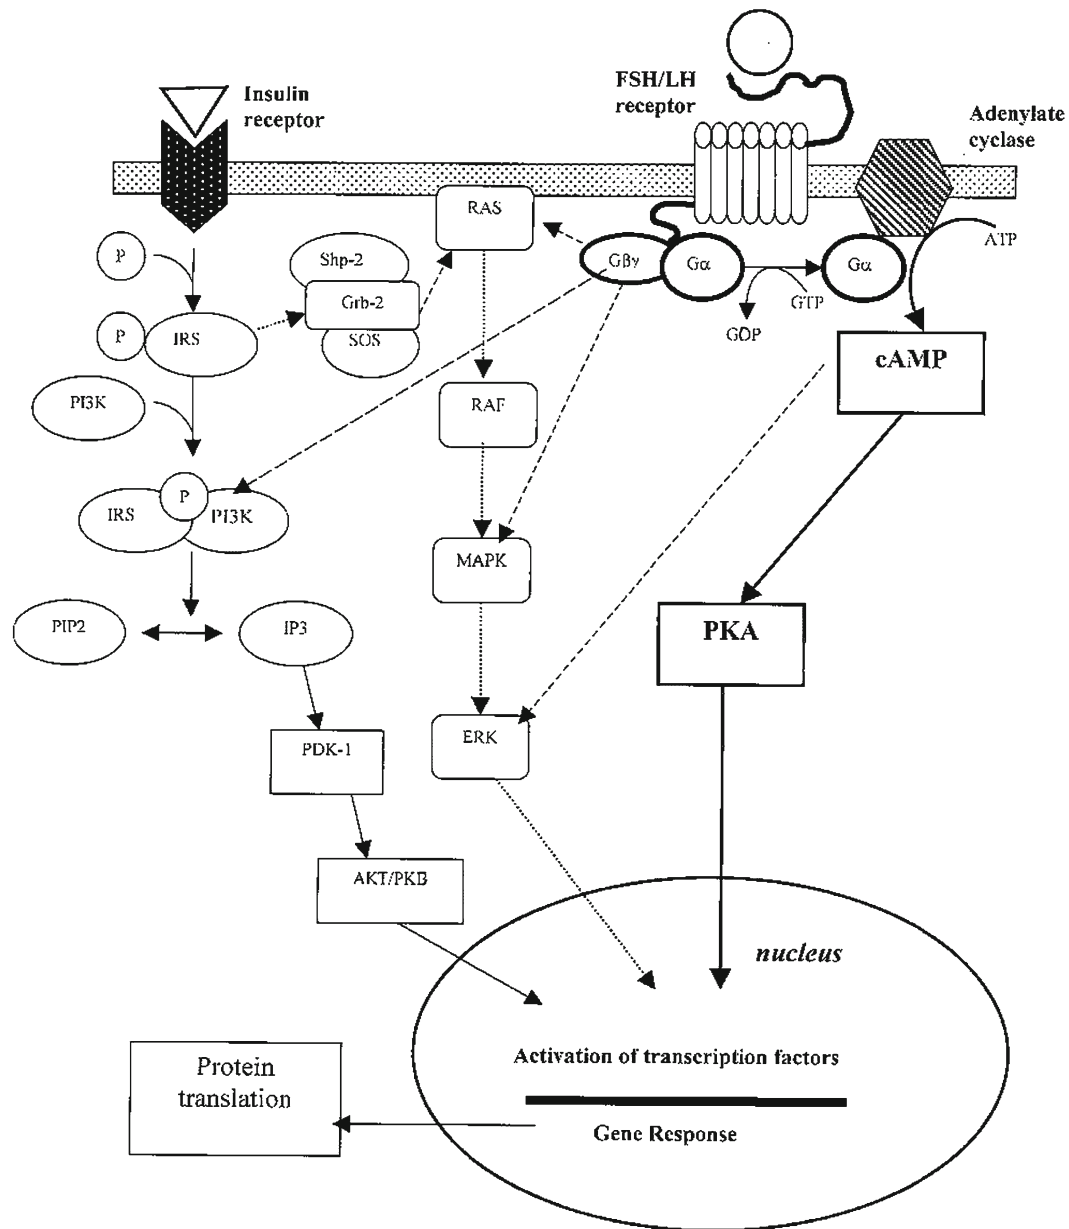 Insulin
receptor
FSH/LH
receptor
Adenylate
cyclase
RAS
P
Shp-2
Gβγ
Gα
Gα
ATP
Grb-2
GTP
P
IRS
SOS
GDP
cAMP
PI3K
RAF
P
IRS
PI3K
MAPK
PIP2
IP3
PKA
ERK
PDK-1
AKT/PKB
nucleus
Activation of transcription factors
Protein
translation
Gene Response